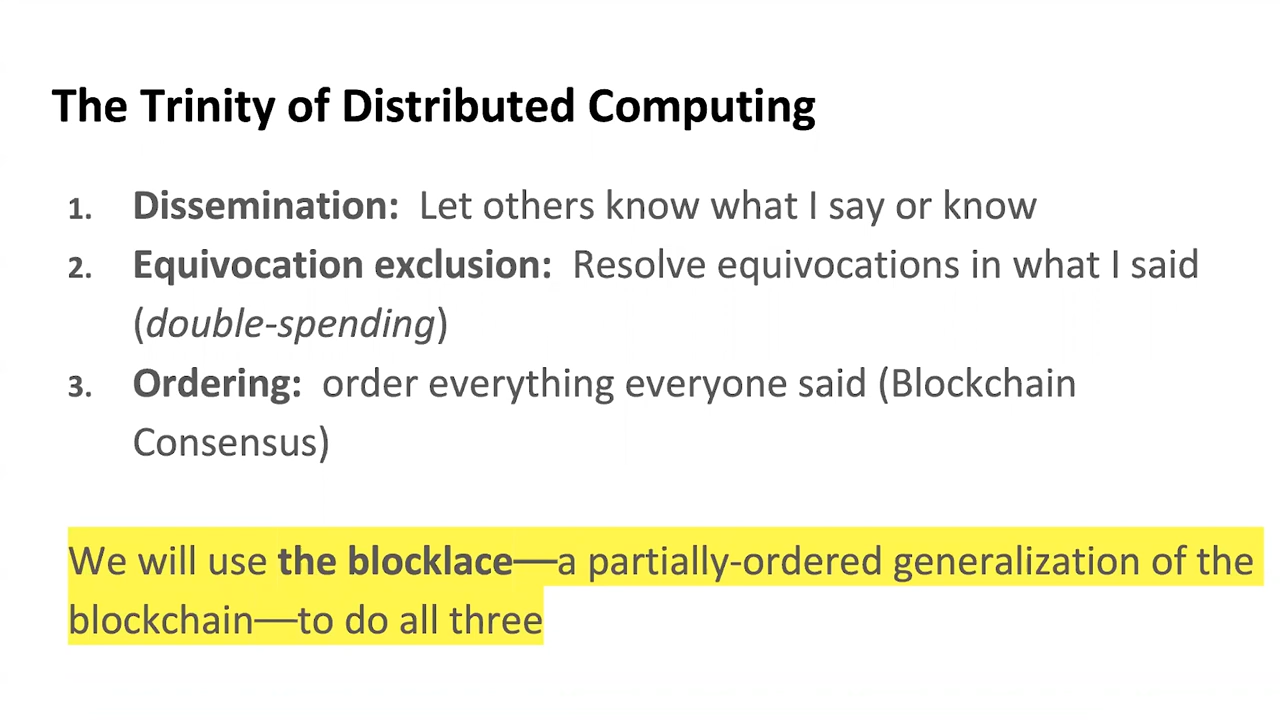 The Trinity of Distributed Computing
1. Dissemination: Let others know what I say or know
2. Equivocation exclusion: Resolve equivocations in what I said
(double-spending)
3. Ordering: order everything everyone said (Blockchain
Consensus)
We will use the blocklace—a partially-ordered generalization of the
blockchain—to do all three